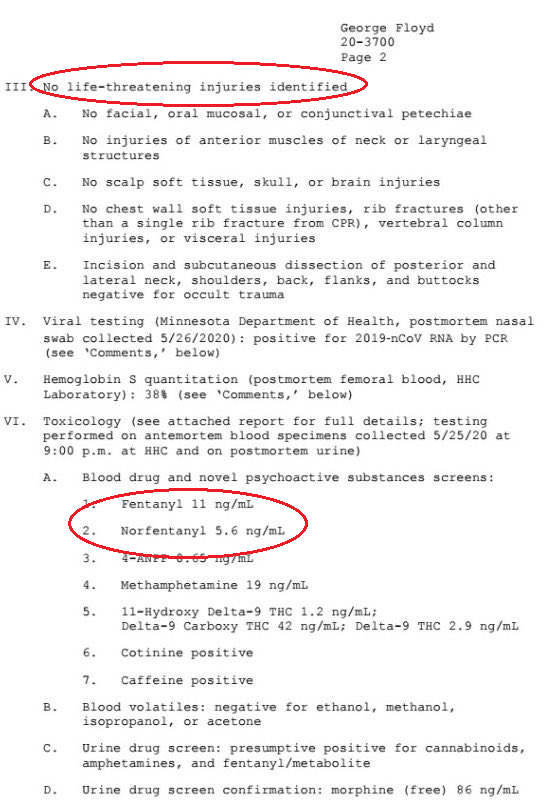 George Floyd
20-3700
Page 2
III. No life-threatening injuries identified
A. No facial, oral mucosal, or conjunctival petechiae
B. No injuries of anterior muscles of neck or laryngeal
structures
C. No scalp soft tissue, skull, or brain injuries
D. No chest wall soft tissue injuries, rib fractures (other
than a single rib fracture from CPR), vertebral column
injuries, or visceral injuries
E. Incision and subcutaneous dissection of posterior and
lateral neck, shoulders, back, flanks, and buttocks
negative for occult trauma
IV. Viral testing (Minnesota Department of Health, postmortem nasal
swab collected 5/26/2020): positive for 2019-nCoV RNA by PCR
(see ‘Comments,’ below)
V. Hemoglobin S quantitation (postmortem femoral blood, HHC
Laboratory): 38% (see ‘Comments,’ below)
VI. Toxicology (see attached report for full details; testing
performed on antemortem blood specimens collected 5/25/20 at
9:00 p.m. at HHC and on postmortem urine)
A. Blood drug and novel psychoactive substances screens:
1. Fentanyl 11 ng/mL
2. Norfentanyl 5.6 ng/mL
3. 4-ANPP 0.65 ng/mL
4. Methamphetamine 19 ng/mL
5. 11-Hydroxy Delta-9 THC 1.2 ng/mL;
Delta-9 Carboxy THC 42 ng/mL; Delta-9 THC 2.9 ng/mL
6. Cotinine positive
7. Caffeine positive
B. Blood volatiles: negative for ethanol, methanol,
isopropanol, or acetone
C. Urine drug screen: presumptive positive for cannabinoids,
amphetamines, and fentanyl/metabolite
D. Urine drug screen confirmation: morphine (free) 86 ng/mL